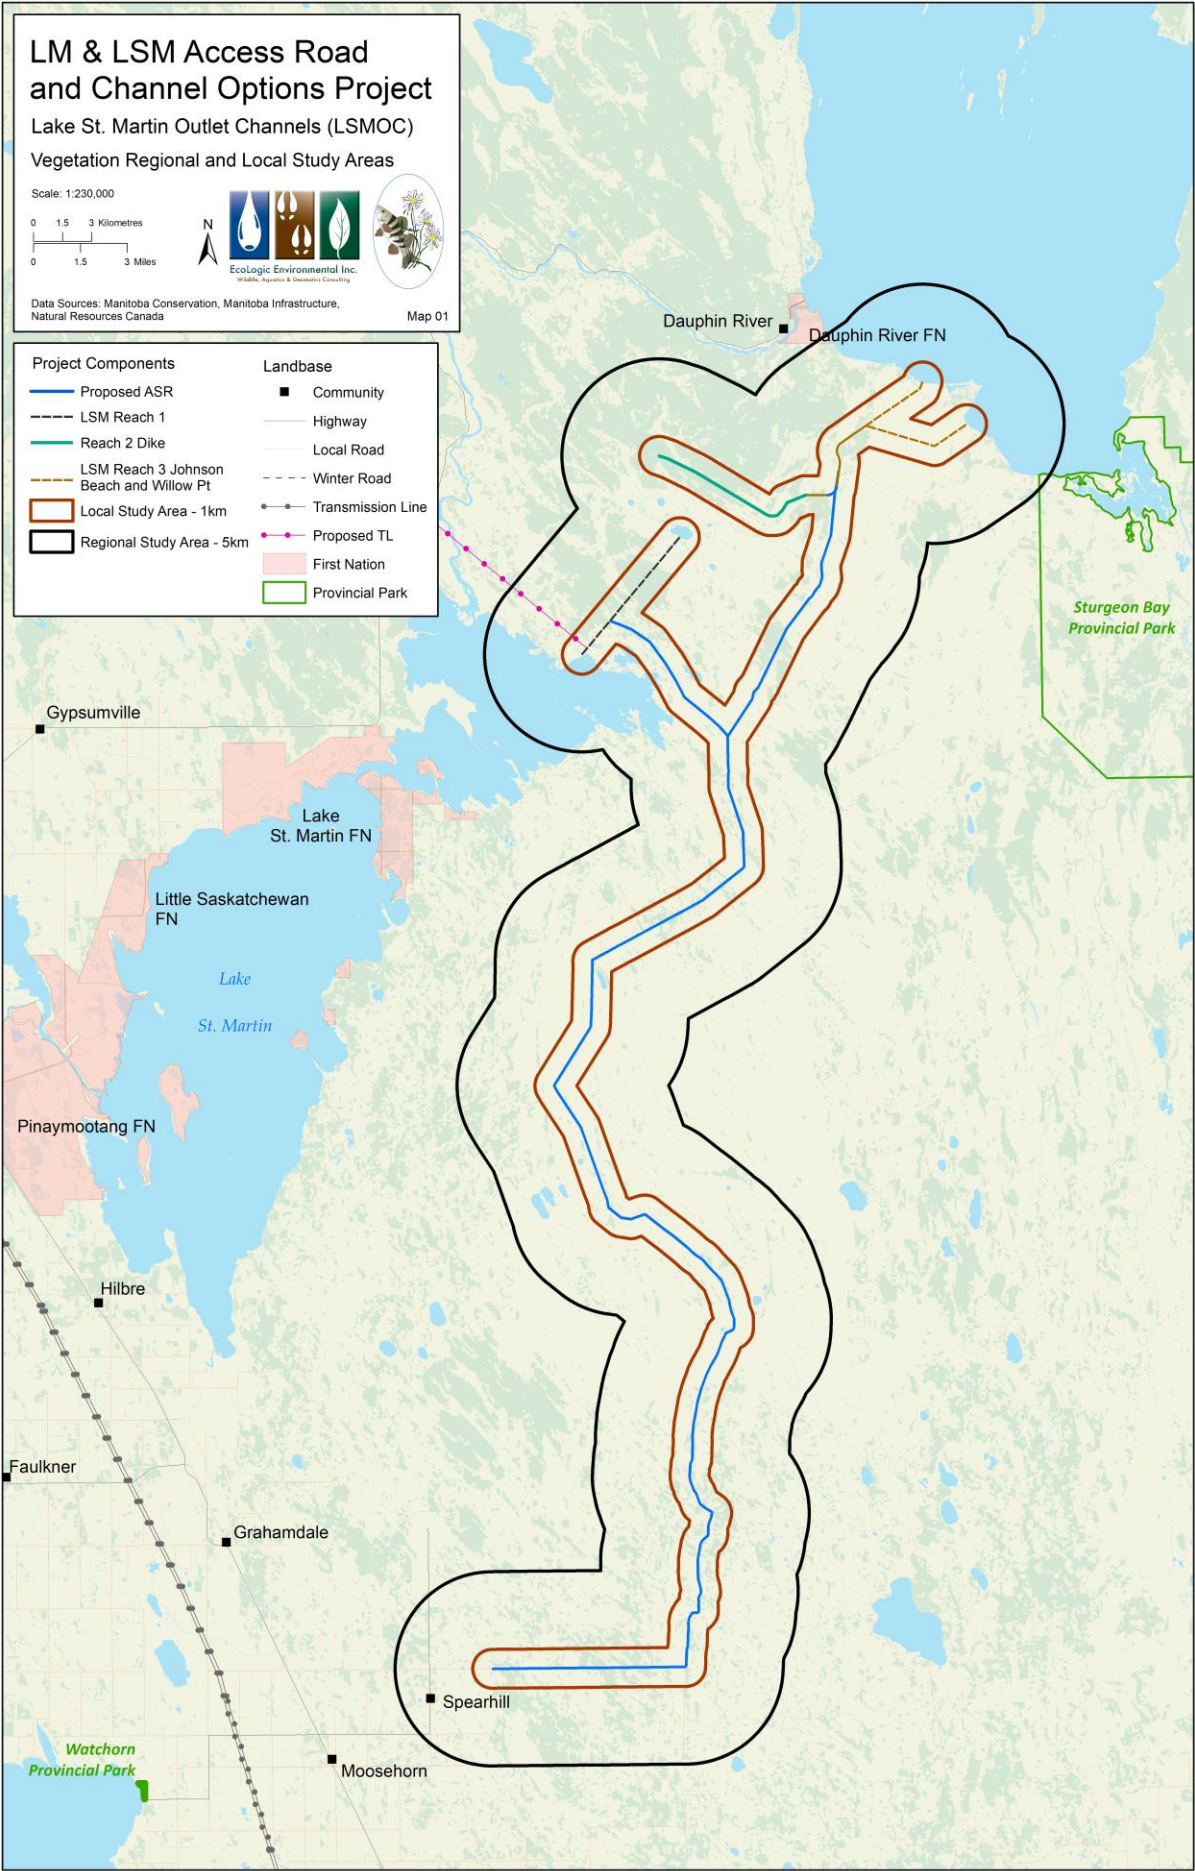 LM & LSM Access Road
and Channel Options Project
Lake St. Martin Outlet Channels (LSMOC)
Vegetation Regional and Local Study Areas
Scale: 1:230,000
0 1.5 3 Kilometres
0 1.5 3 Miles
N
EcoLogic Environmental Inc.
Wildlife, Aquatics & Geomatics Consulting
Data Sources: Manitoba Conservation, Manitoba Infrastructure,
Natural Resources Canada
Map 01
Project Components
Proposed ASR
LSM Reach 1
Reach 2 Dike
LSM Reach 3 Johnson
Beach and Willow Pt
Local Study Area - 1km
Regional Study Area - 5km
Landbase
Community
Highway
Local Road
Winter Road
Transmission Line
Proposed TL
First Nation
Provincial Park
Dauphin River
Dauphin River FN
Sturgeon Bay
Provincial Park
Gypsumville
Lake
St. Martin FN
Little Saskatchewan
FN
Lake
St. Martin
Pinaymootang FN
Hilbre
Faulkner
Grahamdale
Spearhill
Watchorn
Provincial Park
Moosehorn